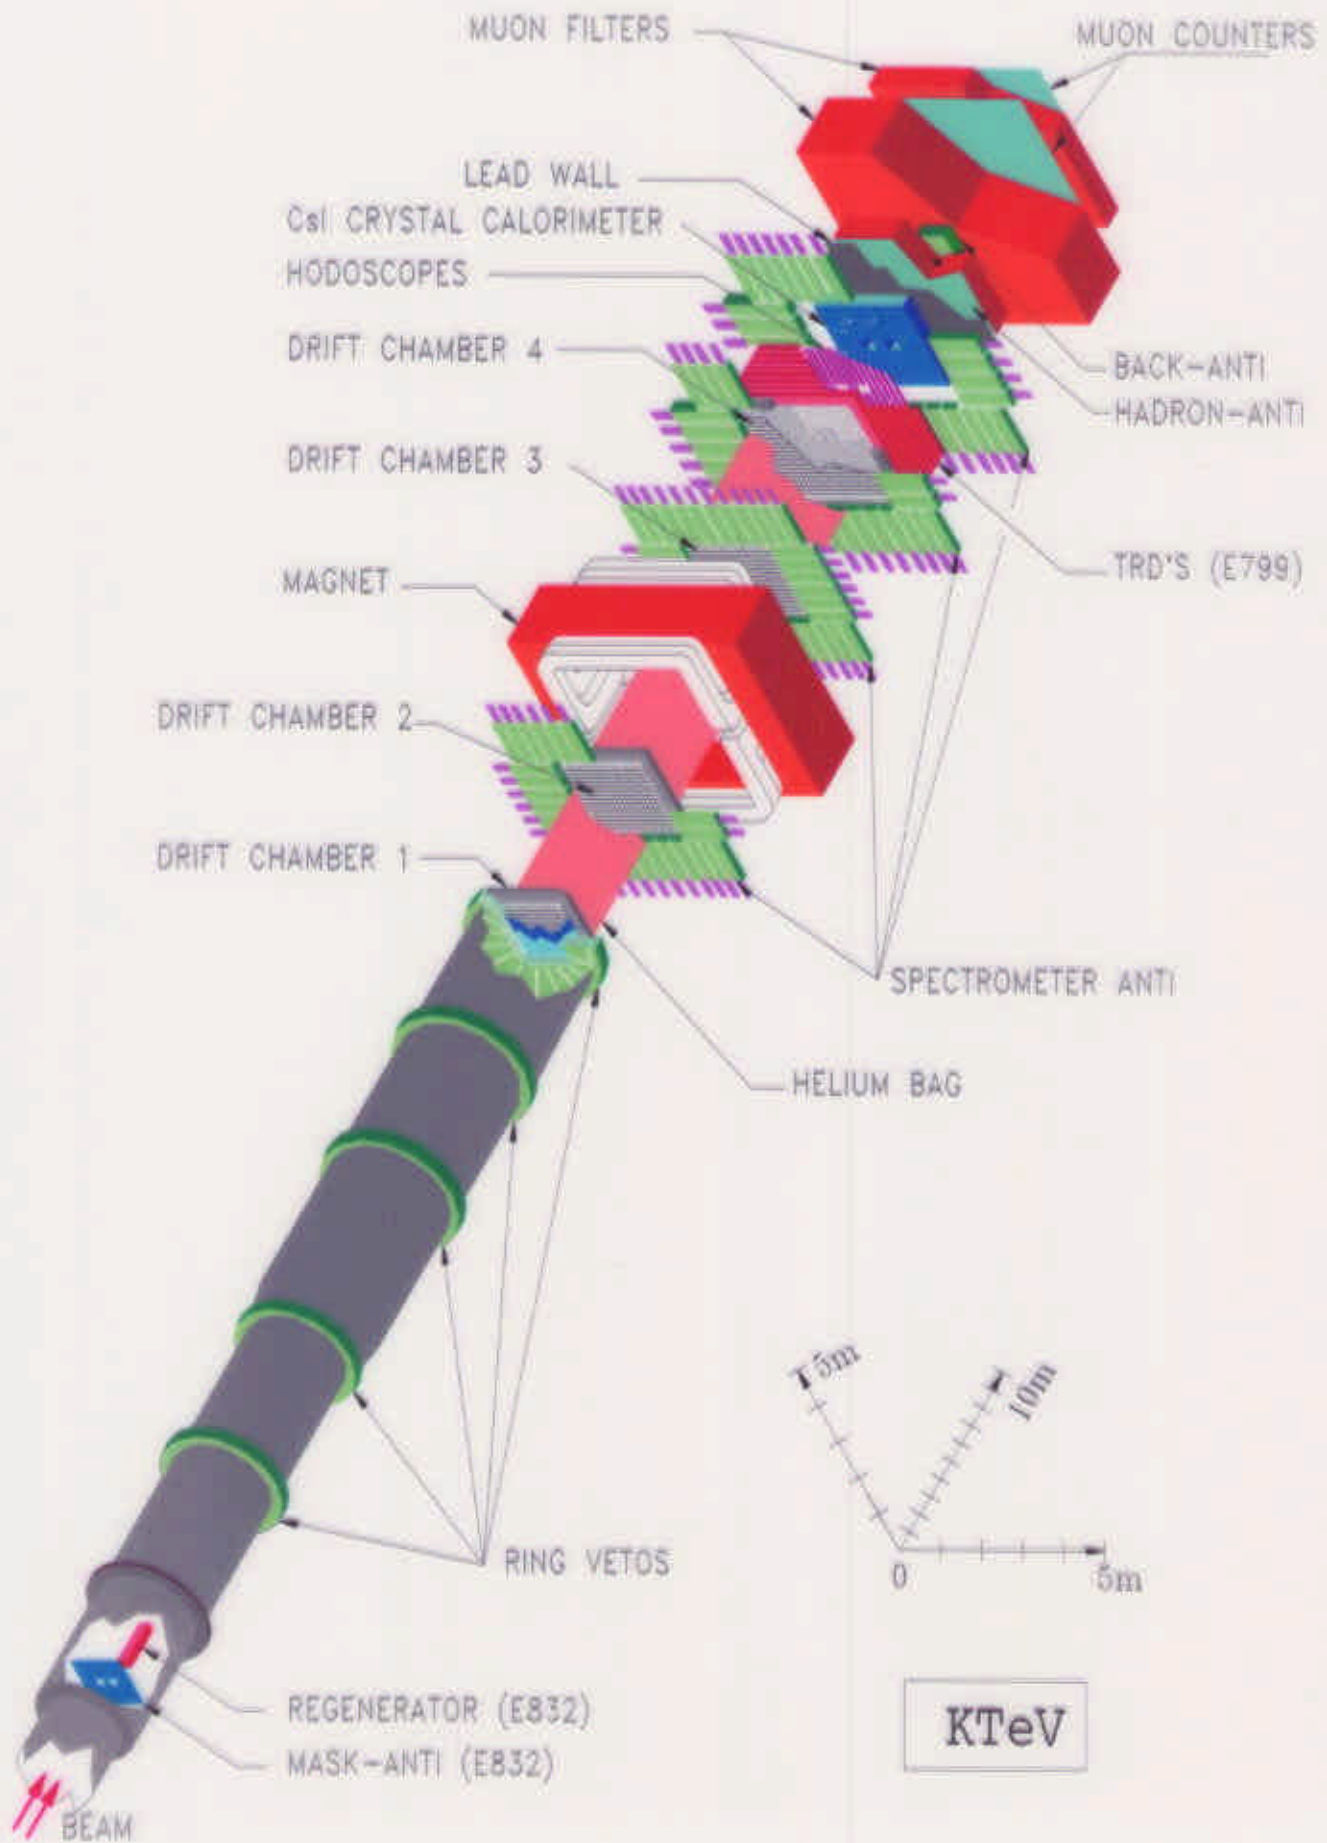 MUON FILTERS
MUON COUNTERS
LEAD WALL
CsI CRYSTAL CALORIMETER
HODOSCOPES
DRIFT CHAMBER 4
BACK-ANTI
HADRON-ANTI
DRIFT CHAMBER 3
TRD'S (E799)
MAGNET
DRIFT CHAMBER 2
DRIFT CHAMBER 1
SPECTROMETER ANTI
HELIUM BAG
5m
10m
0
5m
RING VETOS
REGENERATOR (E832)
MASK-ANTI (E832)
KTeV
BEAM